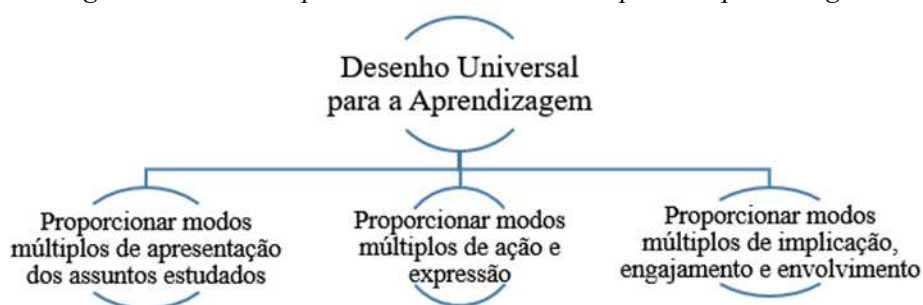 Desenho Universal
para a Aprendizagem
Proporcionar modos
múltiplos de apresentação
dos assuntos estudados
Proporcionar modos
múltiplos de ação e
expressão
Proporcionar modos
múltiplos de implicação,
engajamento e envolvimento